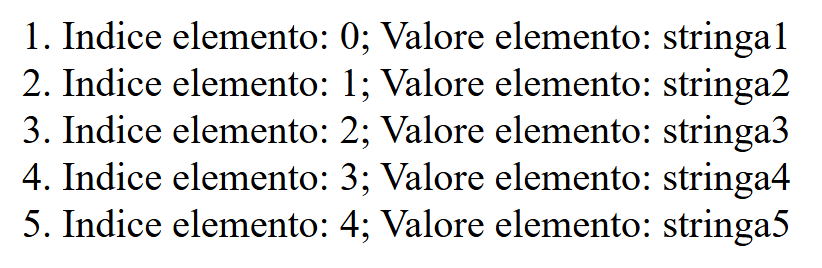 1. Indice elemento: 0; Valore elemento: stringa1
2. Indice elemento: 1; Valore elemento: stringa2
3. Indice elemento: 2; Valore elemento: stringa3
4. Indice elemento: 3; Valore elemento: stringa4
5. Indice elemento: 4; Valore elemento: stringa5